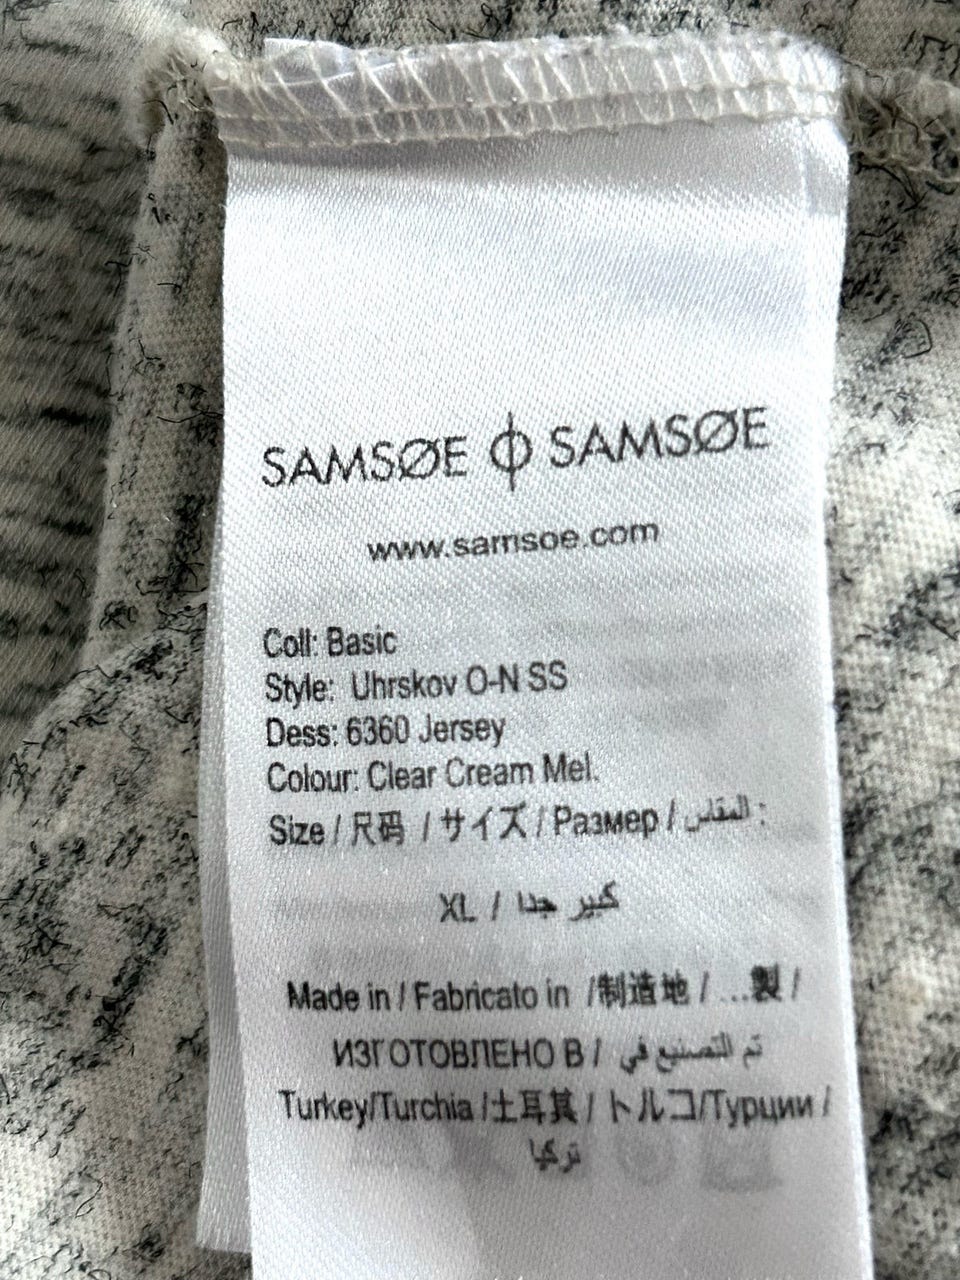 SAMSØE ϕ SAMSØE
www.samsoe.com
Coll: Basic
Style: Uhrskov O-N SS
Dess: 6360 Jersey
Colour: Clear Cream Mel.
Size / 尺码 / サイズ / Размер / المقاس :
XL / كبير جدا
Made in / Fabricato in /制造地 / ...製 /
ИЗГОТОВЛЕНО В / تم التصنيع في
Turkey/Turchia /土耳其 / トルコ/Турции /
تركيا